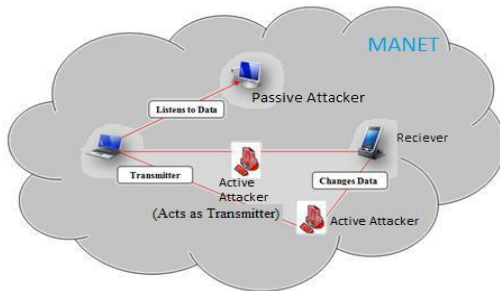 MANET
Passive Attacker
Listens to Data
Reciever
Transmitter
Active
Attacker
Changes Data
(Acts as Transmitter)
Active Attacker